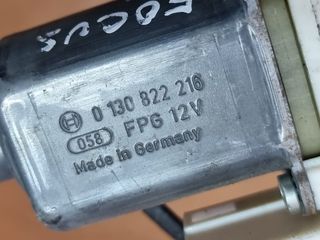 FOCUS
0 130 822 216
058 FPG 12V
Made in Germany